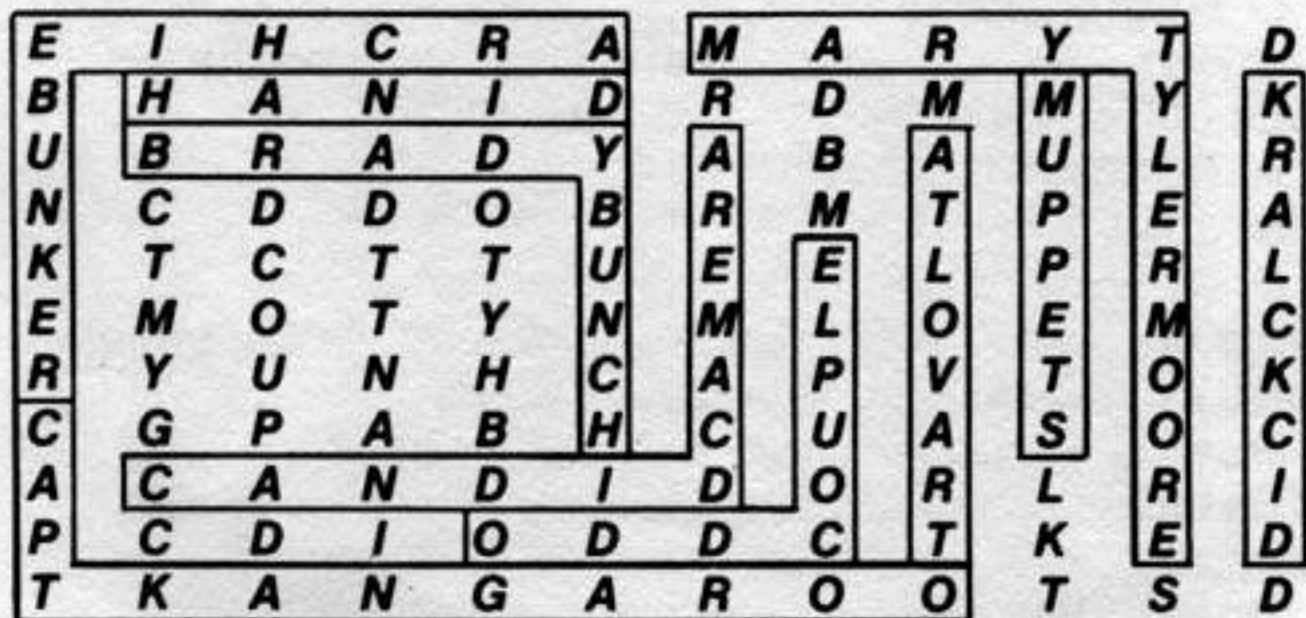 E I H C R A M A R Y T D
B H A N I D R D M M Y K
U B R A D Y A B A U L R
N C D D O B R M T P E A
K T C T T U E E L P R L
E M O T Y N M L O E M C
R Y U N H C A P V T O K
C G P A B H C U A S O C
A C A N D I D O R L R I
P C D I O D D C T K E D
T K A N G A R O O T S D